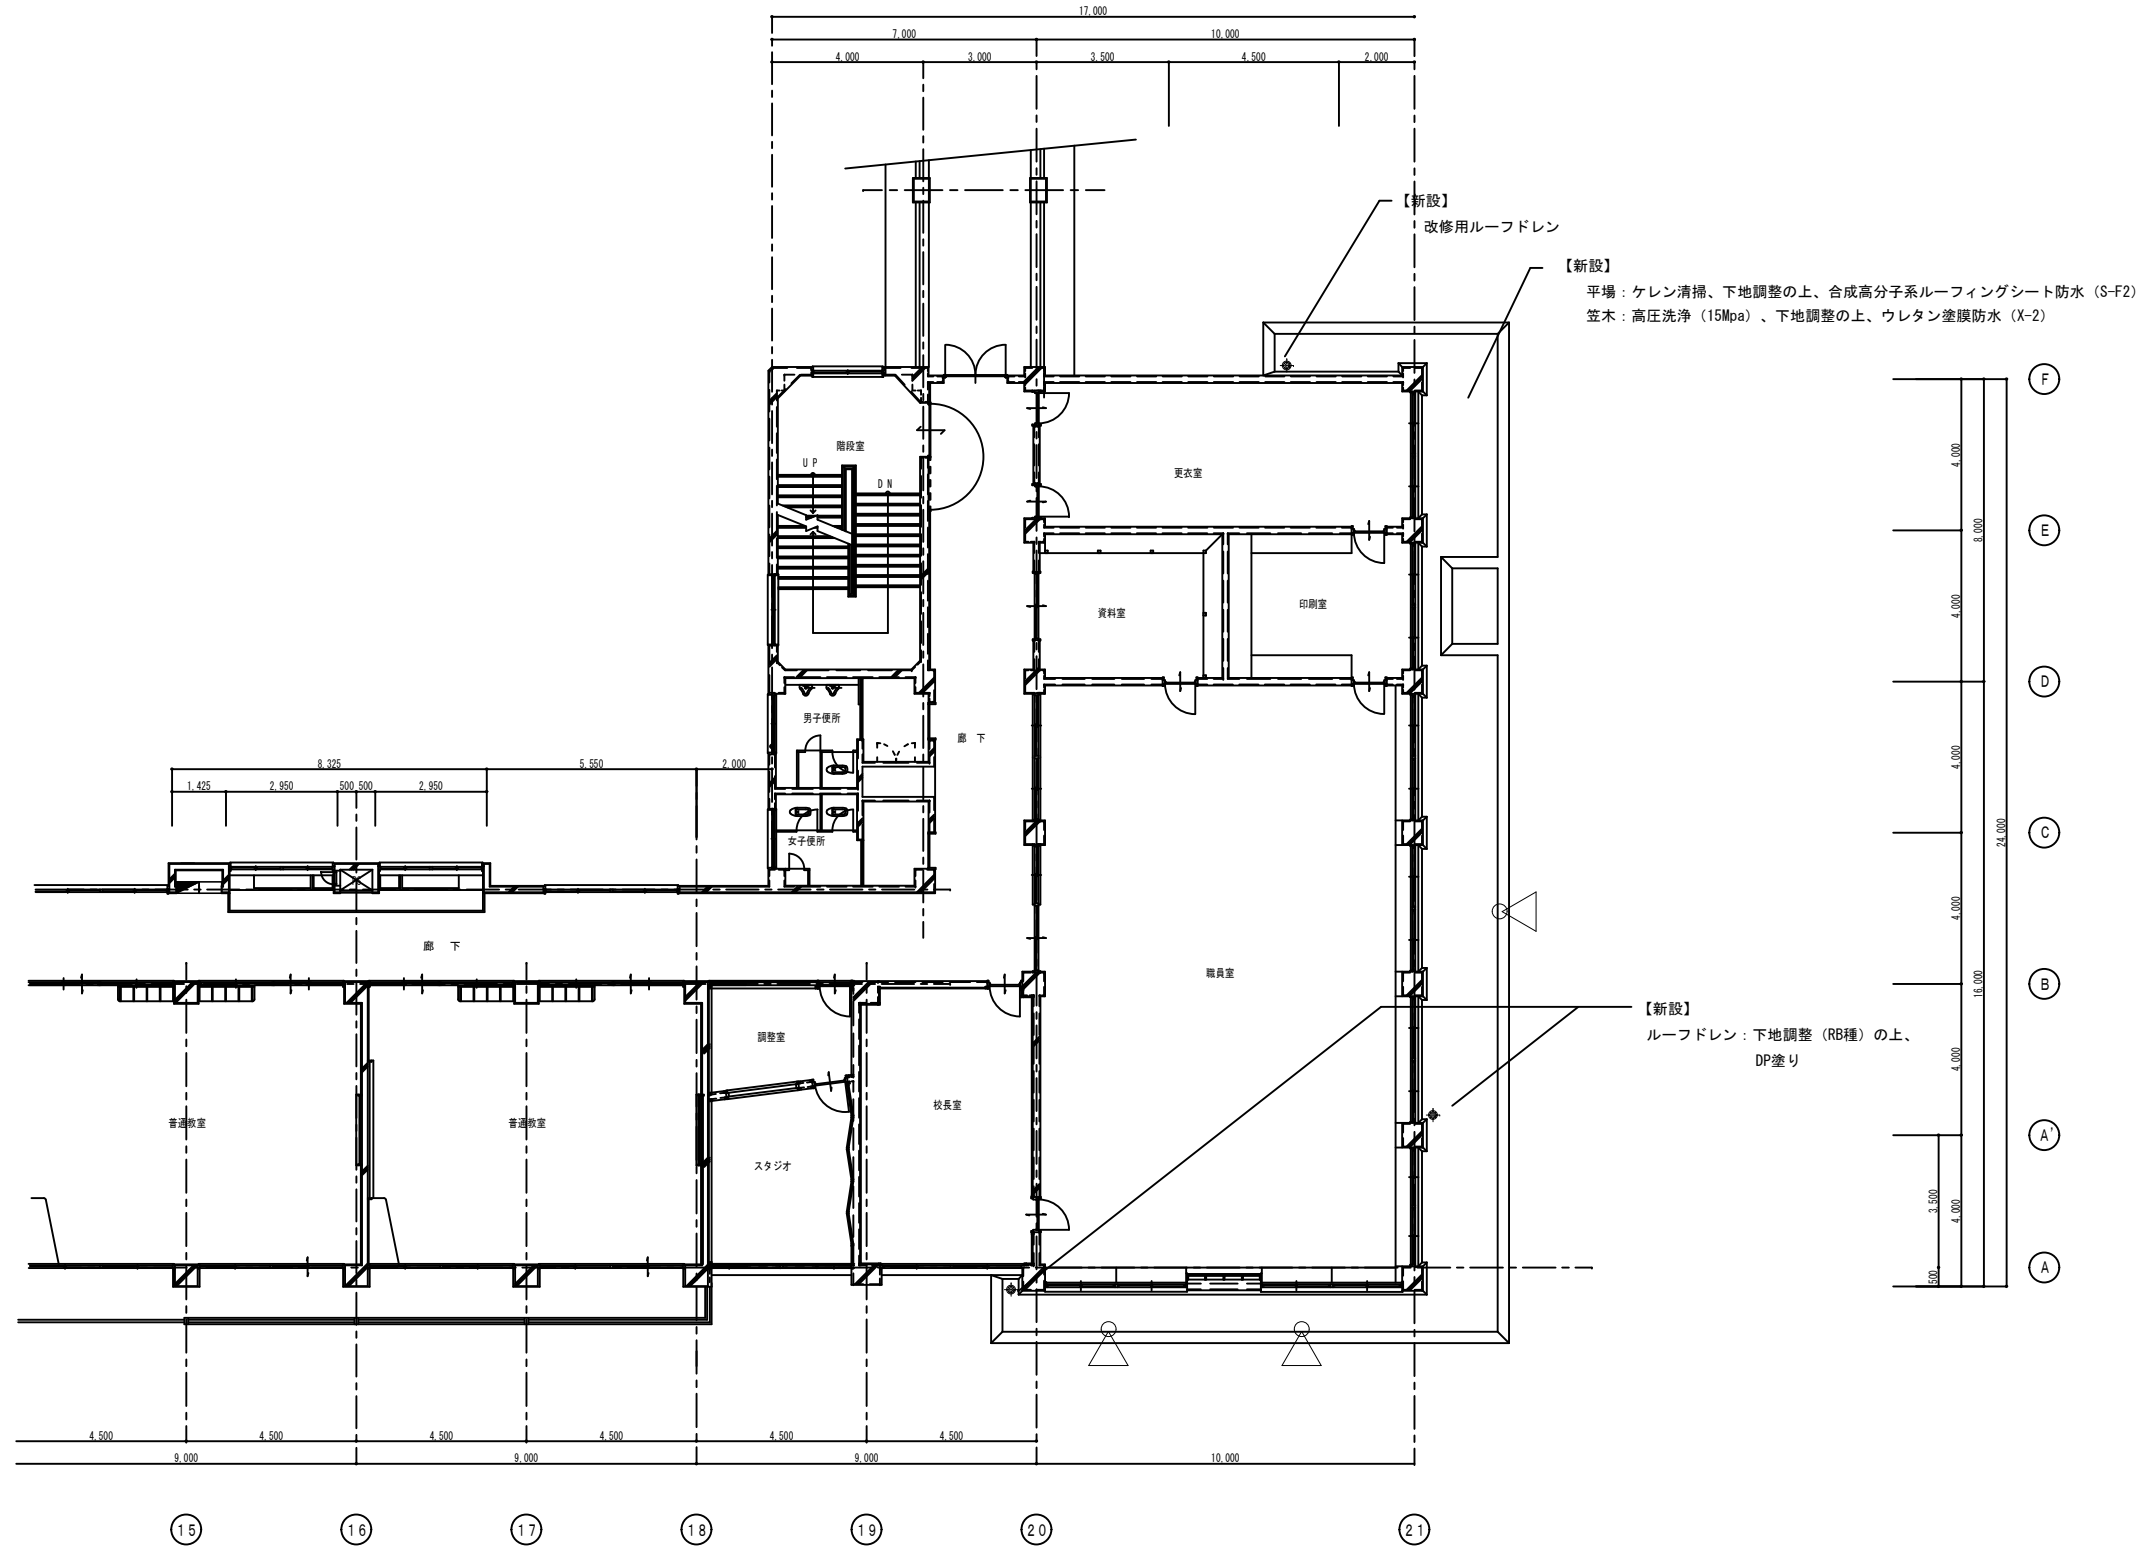 17,000
7,000
10,000
4,000
3,000
3,500
4,500
2,000
【新設】
改修用ルーフドレン
【新設】
平場：ケレン清掃、下地調整の上、合成高分子系ルーフィングシート防水（S-F2）
笠木：高圧洗浄（15Mpa）、下地調整の上、ウレタン塗膜防水（X-2）
F
階段室
UP
DN
更衣室
4,000
E
8,000
資料室
印刷室
4,000
D
男子便所
廊 下
4,000
8,325
5,550
2,000
1,425
2,950
500
500
2,950
女子便所
C
24,000
4,000
廊 下
職員室
B
16,000
【新設】
ルーフドレン：下地調整（RB種）の上、
DP塗り
調整室
4,000
校長室
普通教室
普通教室
A'
スタジオ
3,500
4,000
500
A
4,500
4,500
4,500
4,500
4,500
4,500
9,000
9,000
9,000
10,000
15
16
17
18
19
20
21